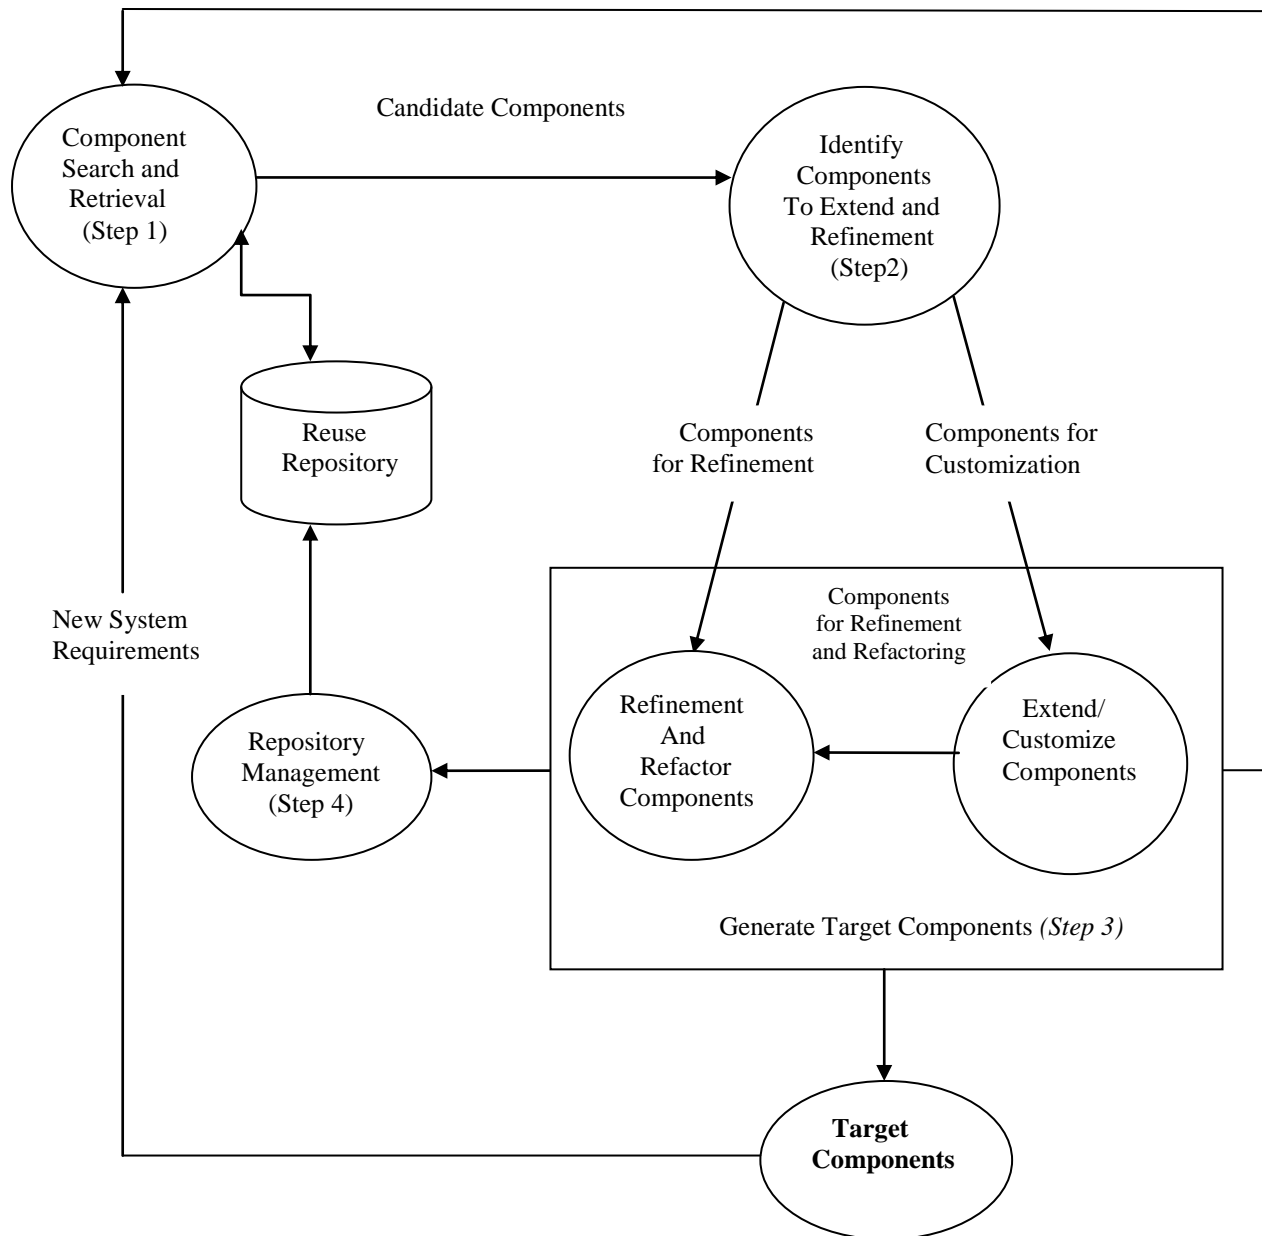 Component
Search and
Retrieval
(Step 1)
Candidate Components
Identify
Components
To Extend and
Refinement
(Step2)
Reuse
Repository
Components
for Refinement
Components for
Customization
New System
Requirements
Components
for Refinement
and Refactoring
Repository
Management
(Step 4)
Refinement
And
Refactor
Components
Extend/
Customize
Components
Generate Target Components (Step 3)
Target
Components